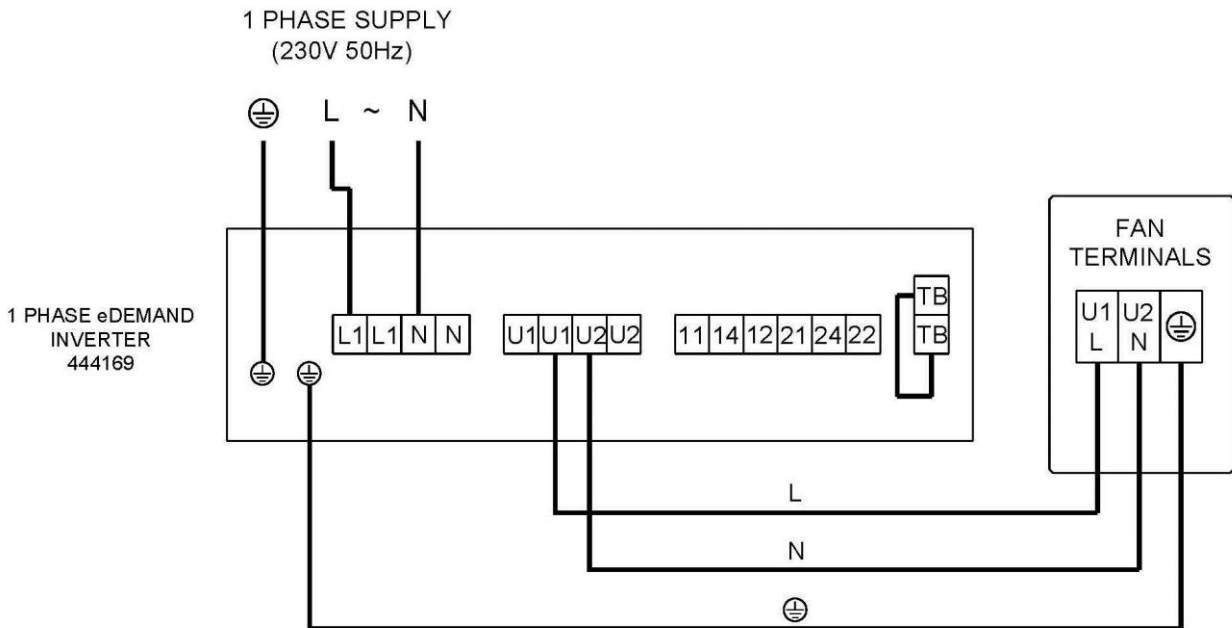 1 PHASE SUPPLY
(230V 50Hz)
L ~ N
1 PHASE eDEMAND
INVERTER
444169
L1 L1 N N
U1 U1 U2 U2
11 14 12 21 24 22
TB
TB
FAN
TERMINALS
U1 U2
L N
L
N